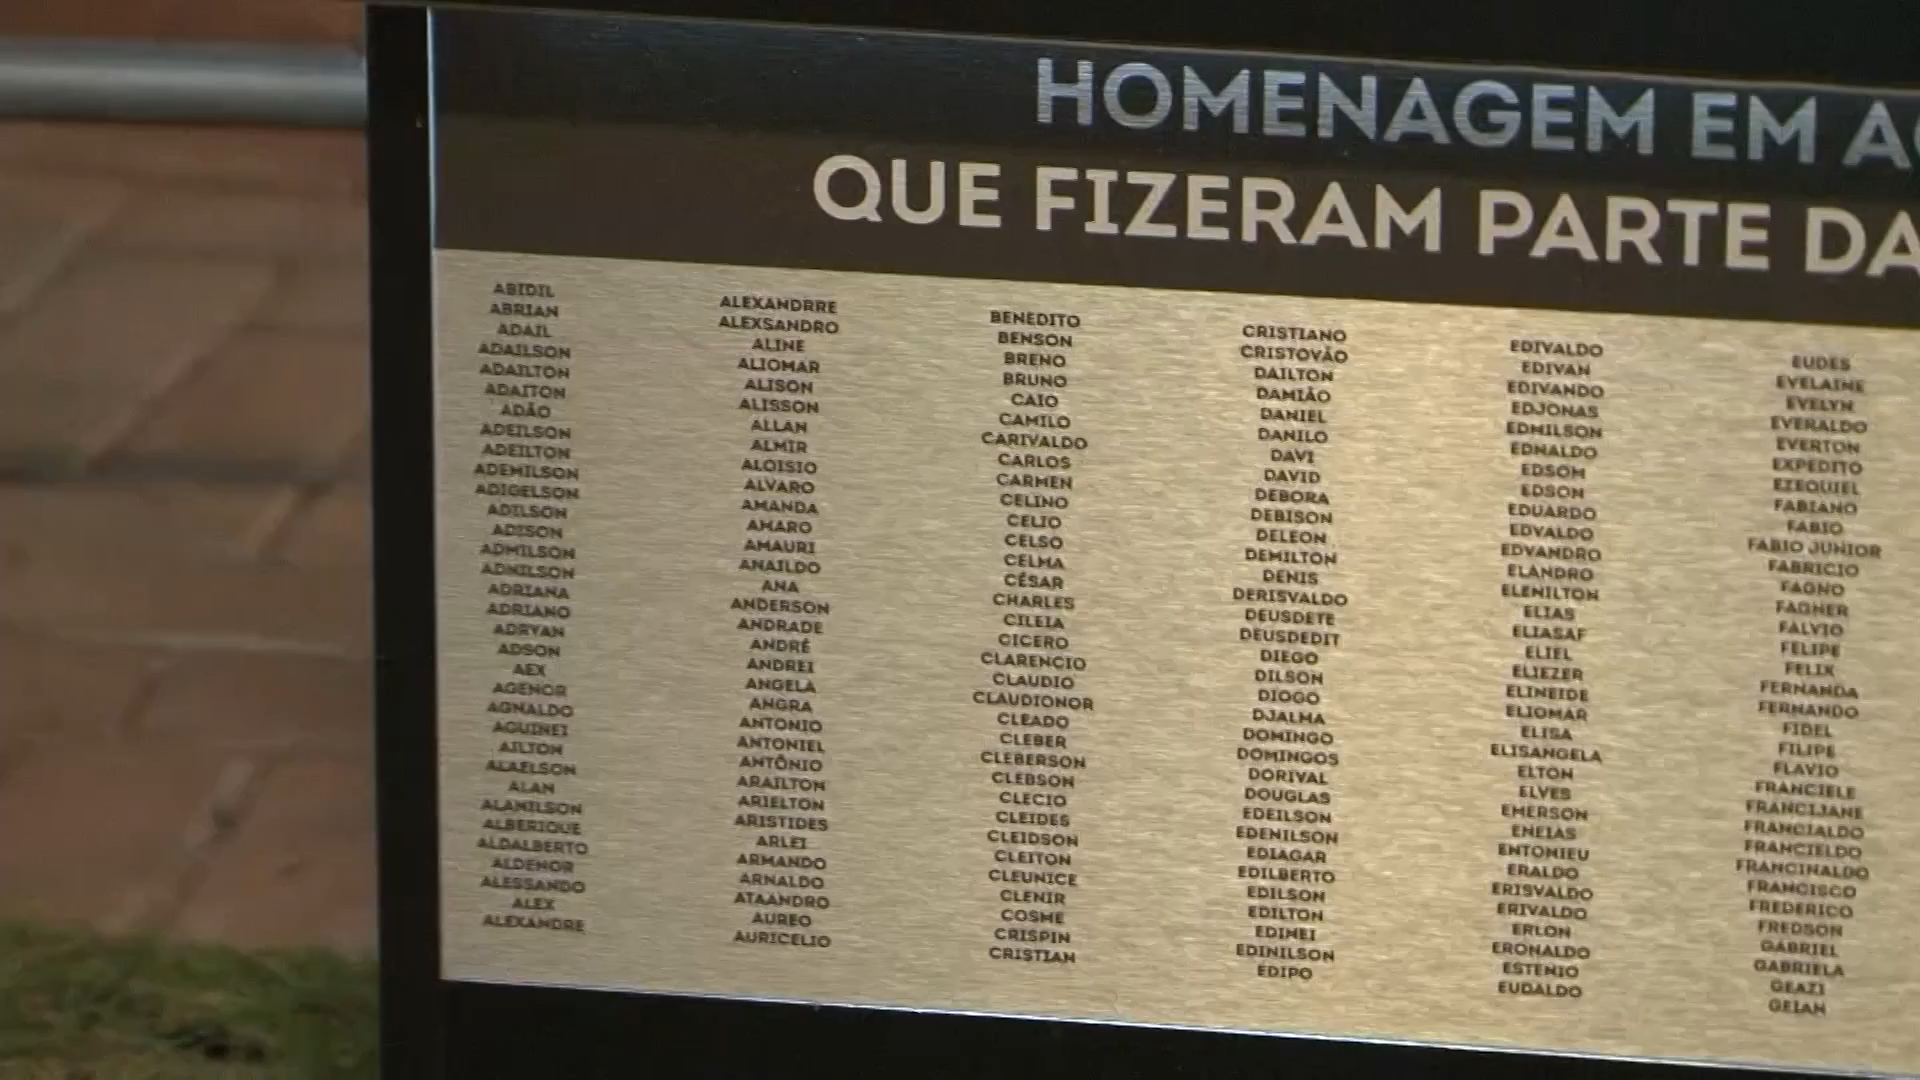 HOMENAGEM EM
QUE FIZERAM PARTE DA
ABIDIL
ABRIAN
ADAIL
ADAILSON
ADAILTON
ADAITON
ADÃO
ADEILSON
ADEILTON
ADEMILSON
ADIGELSON
ADILSON
ADISON
ADMILSON
ADNILSON
ADRIANA
ADRIANO
ADRYAN
ADSON
AEX
AGENOR
AGNALDO
AGUINEI
AILTON
ALAELSON
ALAN
ALANILSON
ALBERIQUE
ALDALBERTO
ALDENOR
ALESSANDO
ALEX
ALEXANDRE
ALEXANDRRE
ALEXSANDRO
ALINE
ALIOMAR
ALISON
ALISSON
ALLAN
ALMIR
ALOISIO
ALVARO
AMANDA
AMARO
AMAURI
ANAILDO
ANA
ANDERSON
ANDRADE
ANDRÉ
ANDREI
ANGELA
ANGRA
ANTONIO
ANTONIEL
ANTÔNIO
ARAILTON
ARIELTON
ARISTIDES
ARLEI
ARMANDO
ARNALDO
ATAANDRO
AUREO
AURICELIO
BENEDITO
BENSON
BRENO
BRUNO
CAIO
CAMILO
CARIVALDO
CARLOS
CARMEN
CELINO
CELIO
CELSO
CELMA
CÉSAR
CHARLES
CILEIA
CICERO
CLARENCIO
CLAUDIO
CLAUDIONOR
CLEADO
CLEBER
CLEBERSON
CLEBSON
CLECIO
CLEIDES
CLEIDSON
CLEITON
CLEUNICE
CLENIR
COSME
CRISPIN
CRISTIAN
CRISTIANO
CRISTOVÃO
DAILTON
DAMIÃO
DANIEL
DANILO
DAVI
DAVID
DEBORA
DEBISON
DELEON
DEMILTON
DENIS
DERISVALDO
DEUSDETE
DEUSDEDIT
DIEGO
DILSON
DIOGO
DJALMA
DOMINGO
DOMINGOS
DORIVAL
DOUGLAS
EDEILSON
EDENILSON
EDIAGAR
EDILBERTO
EDILSON
EDILTON
EDINEI
EDINILSON
EDIPO
EDIVALDO
EDIVAN
EDIVANDO
EDJONAS
EDMILSON
EDNALDO
EDSOM
EDSON
EDUARDO
EDVALDO
EDVANDRO
ELANDRO
ELENILTON
ELIAS
ELIASAF
ELIEL
ELIEZER
ELINEIDE
ELIOMAR
ELISA
ELISANGELA
ELTON
ELVES
EMERSON
ENEIAS
ENTONIEU
ERALDO
ERISVALDO
ERIVALDO
ERLON
ERONALDO
ESTENIO
EUDALDO
EUDES
EVELAINE
EVELYN
EVERALDO
EVERTON
EXPEDITO
EZEQUIEL
FABIANO
FABIO
FABIO JUNIOR
FABRICIO
FAGNO
FAGNER
FALVIO
FELIPE
FELIX
FERNANDA
FERNANDO
FIDEL
FILIPE
FLAVIO
FRANCIELE
FRANCIJANE
FRANCIALDO
FRANCIELDO
FRANCINALDO
FRANCISCO
FREDERICO
FREDSON
GABRIEL
GABRIELA
GEAZI
GEIAN